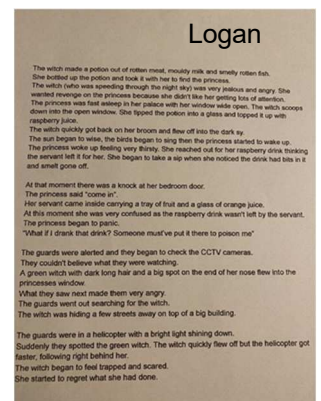 Logan
The witch made a potion out of rotten meat, mouldy milk and smelly rotten fish.
She bottled up the potion and took it with her to find the princess.
The witch (who was speeding through the night sky) was very jealous and angry. She
wanted revenge on the princess because she didn't like her getting lots of attention.
The princess was fast asleep in her palace with her window wide open. The witch scoops
down into the open window. She tipped the potion into a glass and topped it up with
raspberry juice.
The witch quickly got back on her broom and flew off into the dark sy.
The sun began to wise, the birds began to sing then the princess started to wake up.
The princess woke up feeling very thirsty. She reached out for her raspberry drink thinking
the servant left it for her. She began to take a sip when she noticed the drink had bits in it
and smelt gone off.
At that moment there was a knock at her bedroom door.
The princess said "come in".
Her servant came inside carrying a tray of fruit and a glass of orange juice.
At this moment she was very confused as the raspberry drink wasn't left by the servant.
The princess began to panic.
"What if I drank that drink? Someone must've put it there to poison me"
The guards were alerted and they began to check the CCTV cameras.
They couldn't believe what they were watching.
A green witch with dark long hair and a big spot on the end of her nose flew into the
princesses window.
What they saw next made them very angry.
The guards went out searching for the witch.
The witch was hiding a few streets away on top of a big building.
The guards were in a helicopter with a bright light shining down.
Suddenly they spotted the green witch. The witch quickly flew off but the helicopter got
faster, following right behind her.
The witch began to feel trapped and scared.
She started to regret what she had done.